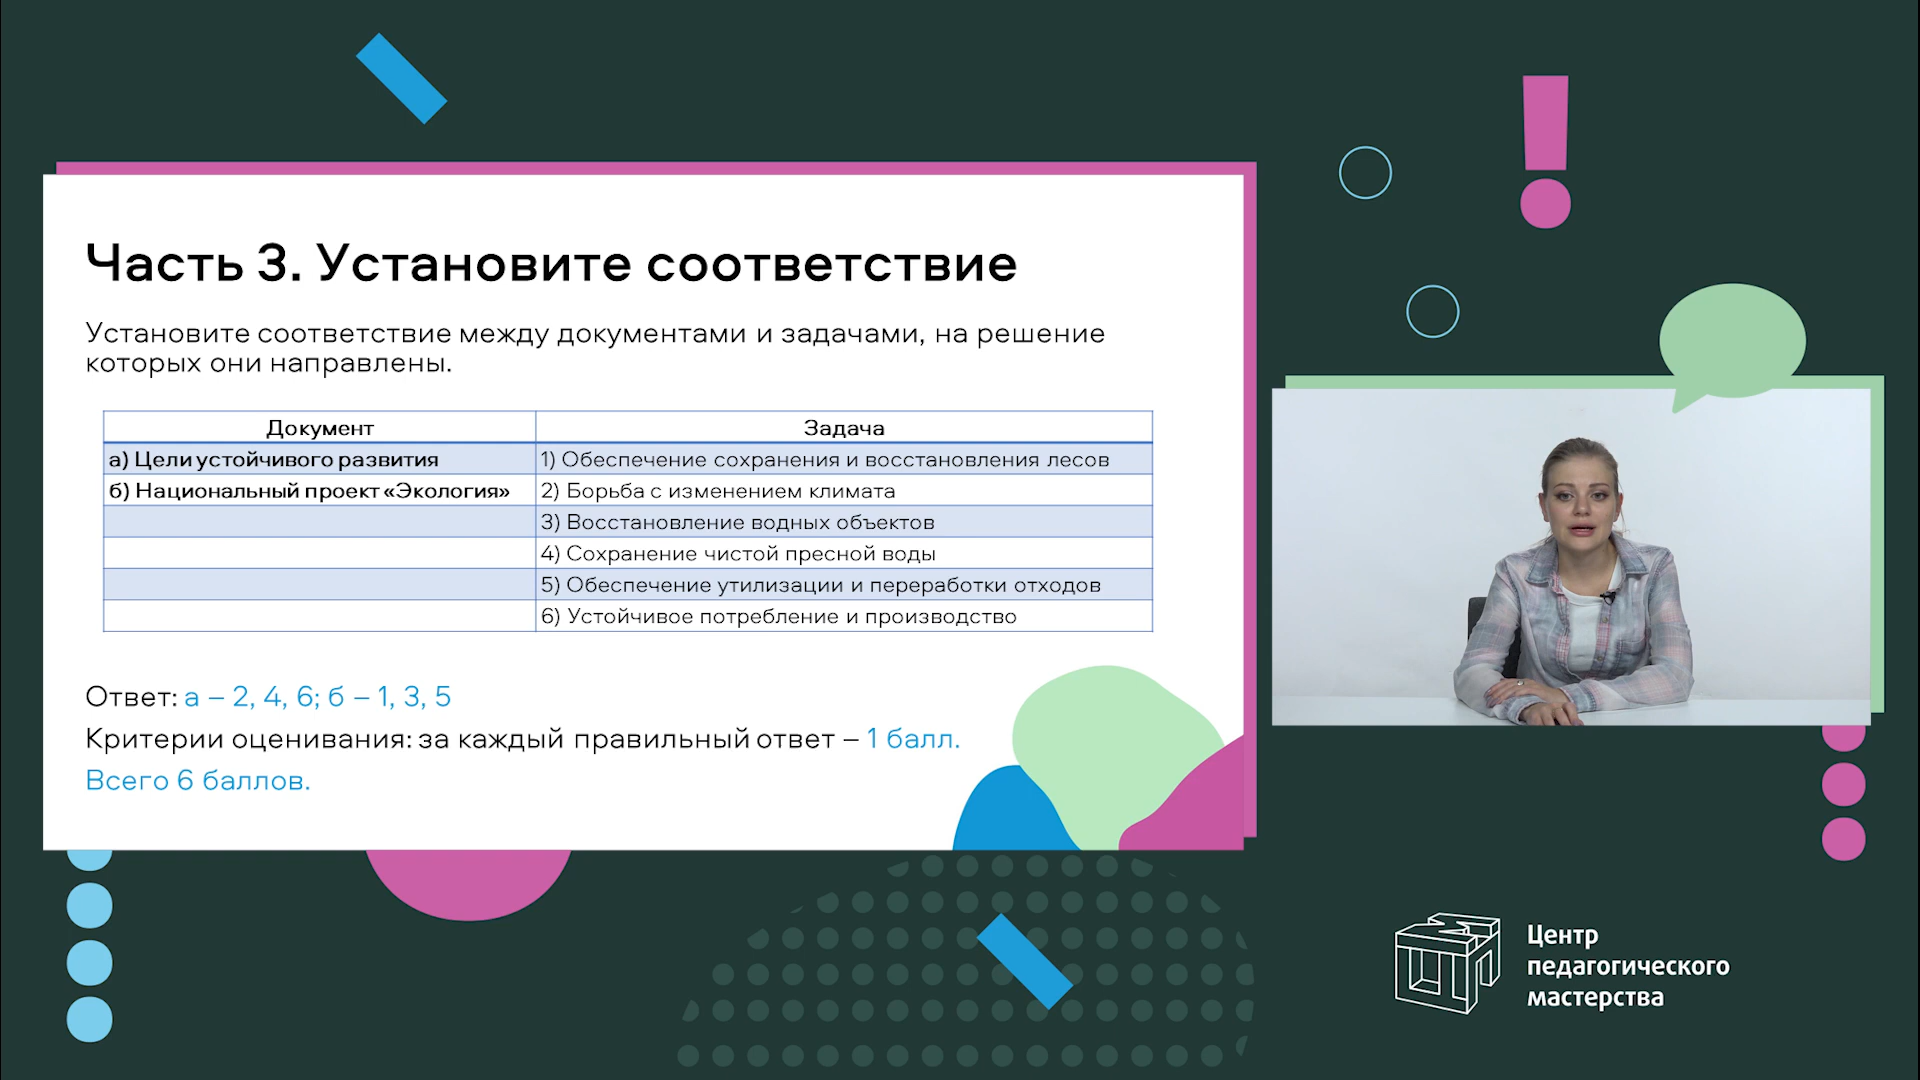 Часть 3. Установите соответствие
Установите соответствие между документами и задачами, на решение
которых они направлены.
Документ Задача
а) Цели устойчивого развития 1) Обеспечение сохранения и восстановления лесов
б) Национальный проект «Экология» 2) Борьба с изменением климата
3) Восстановление водных объектов
4) Сохранение чистой пресной воды
5) Обеспечение утилизации и переработки отходов
6) Устойчивое потребление и производство
Ответ: а – 2, 4, 6; б – 1, 3, 5
Критерии оценивания: за каждый правильный ответ – 1 балл.
Всего 6 баллов.
Центр
педагогического
мастерства